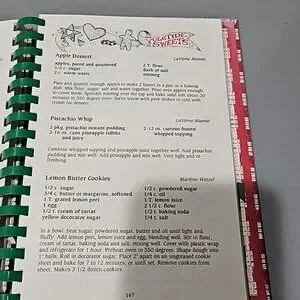 YULETIDE
SWEETS
Apple Dessert
LaVerne Bluemn
apples, pared and quartered
1/2 c. sugar
2 c. warm water
1 T. flour
dash of salt
nutmeg
Pare and quarter enough apples to make 2 layers in a pan or a baking
dish. Mix flour, sugar, salt and water together. Pour over apples enough
to cover them. Sprinkle nutmeg over the top and bake until soft, about 30
minutes in 350 degree oven. Serve warm with pork dishes or cold with
cream for dessert.
Pistachio Whip
LaVerne Bluemn
2 pkg. pistachio instant pudding
2-16 oz. cans pineapple tidbits
and juice
2-12 oz. cartons frozen
whipped topping
Combine whipped topping and pineapple together well. Add pistachio
pudding and mix well. Add pineapple and mix well. Very light and re-
freshing.
Lemon Butter Cookies
Marlene Wetzel
1/2 c. sugar
3/4 c. butter or margarine, softened
1 T. grated lemon peel
1 egg
1/2 t. cream of tartar
yellow decorator sugar
1/2 c. powdered sugar
1/4 c. oil
1 T. lemon juice
2 1/2 c. flour
1/2 t. baking soda
1/4 t. salt
In a bowl, beat sugar, powdered sugar, butter and oil until light and
fluffy. Add lemon peel, lemon juice and egg, blending well. Stir in flour,
cream of tartar, baking soda and salt, mixing well. Cover with plastic wrap
and refrigerate for 1 hour. Preheat oven to 350 degrees. Shape dough into
1" balls. Roll in decorator sugar. Place 2" apart on an ungreased cookie
sheet and bake for 7 to 12 minutes, or until set. Remove cookies from
sheet. Makes 3 1/2 dozen cookies.
167